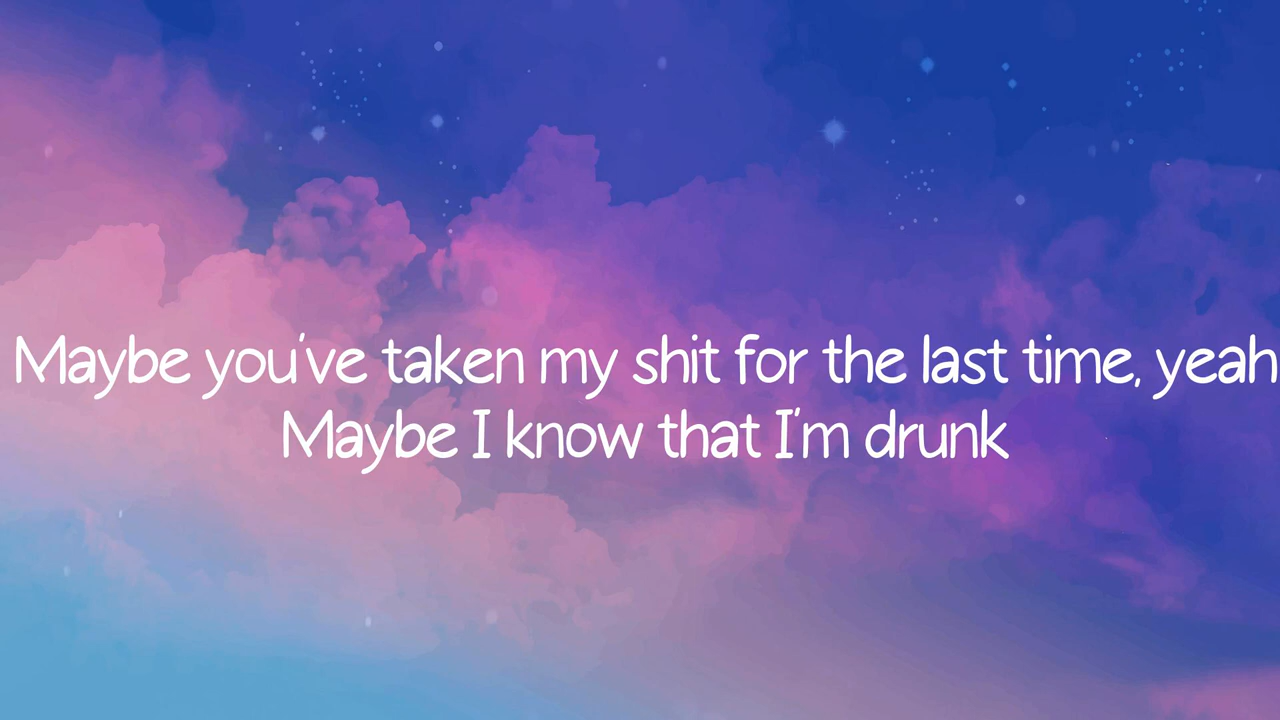 Maybe you've taken my shit for the last time, yeah
Maybe I know that I'm drunk